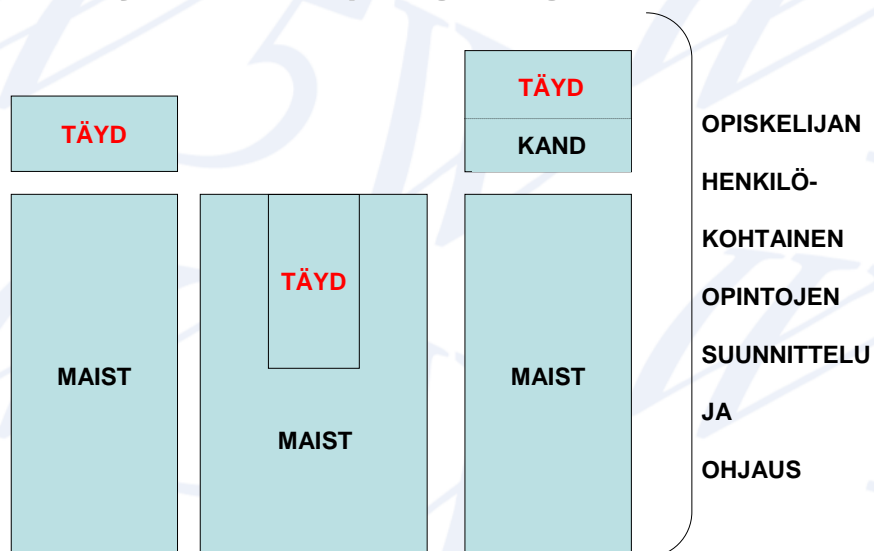 TÄYD
MAIST
TÄYD
MAIST
TÄYD
KAND
MAIST
OPISKELIJAN
HENKILÖ-
KOHTAINEN
OPINTOJEN
SUUNNITTELU
JA
OHJAUS